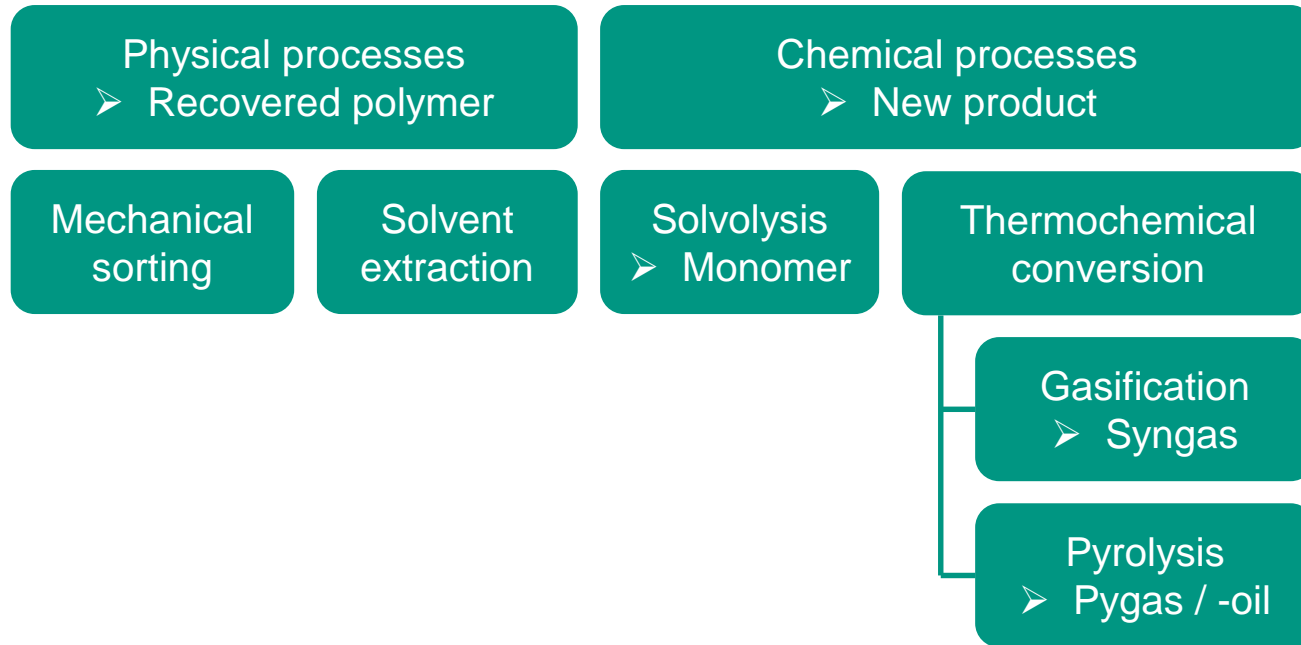 Physical processes
➢ Recovered polymer
Chemical processes
➢ New product
Mechanical
sorting
Solvent
extraction
Solvolysis
➢ Monomer
Thermochemical
conversion
Gasification
➢ Syngas
Pyrolysis
➢ Pygas / -oil